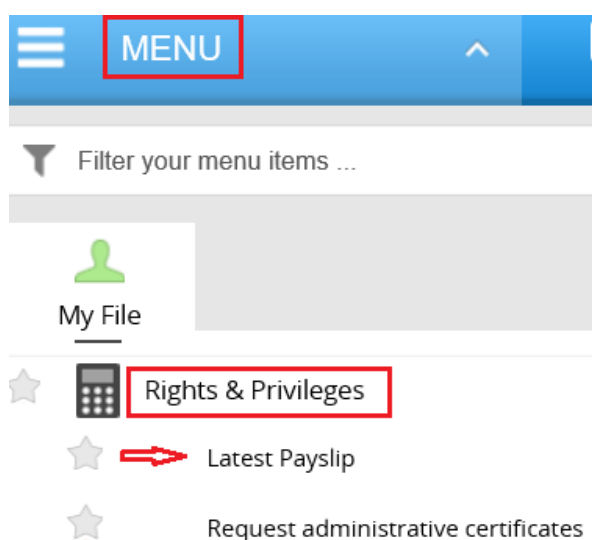 MENU
Filter your menu items ...
My File
Rights & Privileges
Latest Payslip
Request administrative certificates